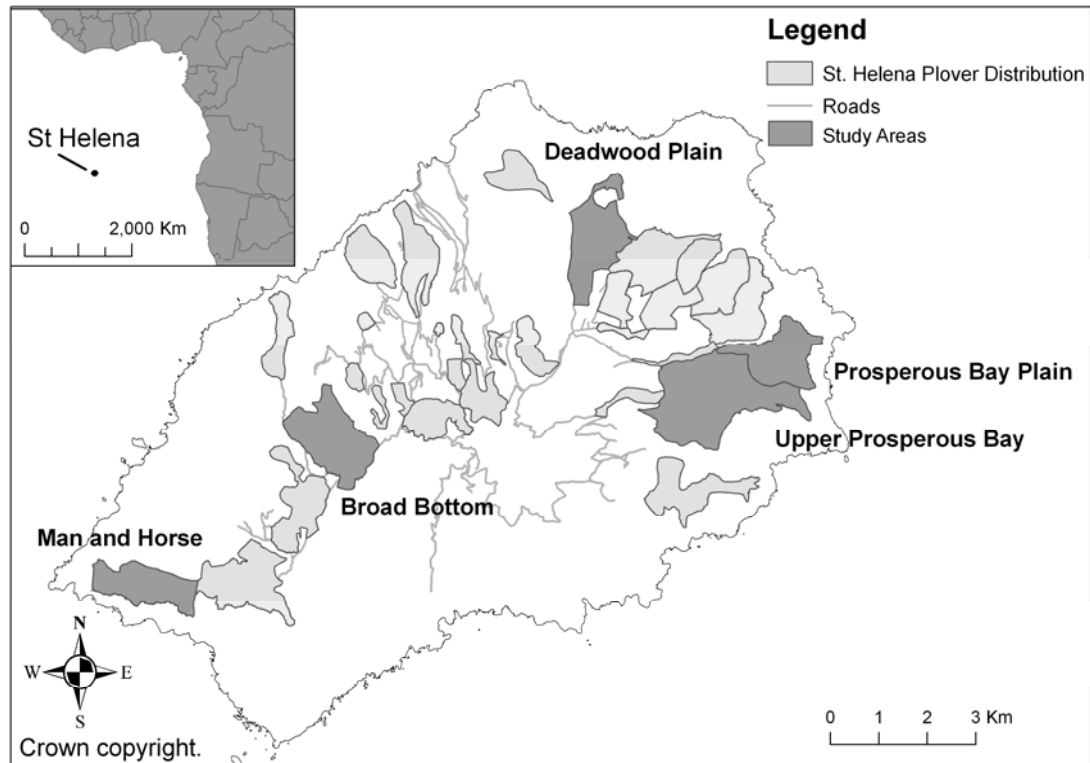 St Helena
0 2,000 Km
Legend
St. Helena Plover Distribution
Roads
Study Areas
Deadwood Plain
Prosperous Bay Plain
Upper Prosperous Bay
Broad Bottom
Man and Horse
N
W E
S
0 1 2 3 Km
Crown copyright.